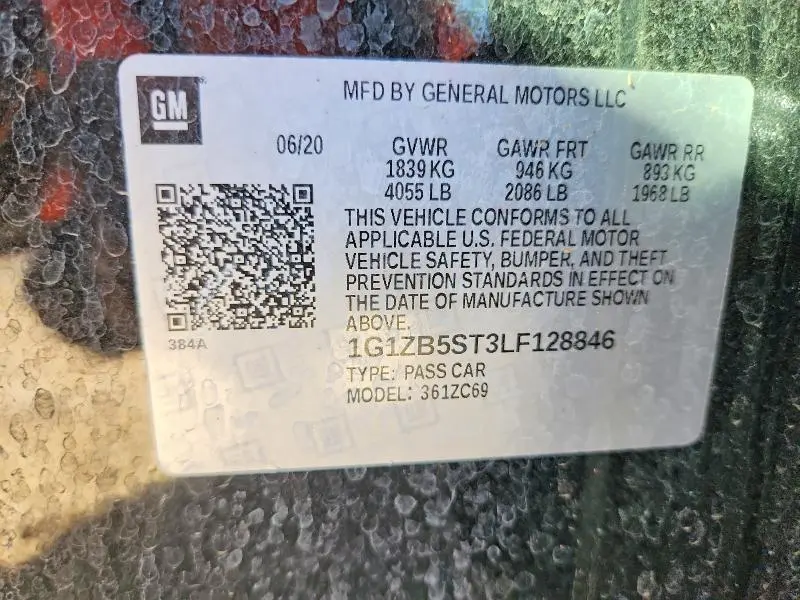 GM
MFD BY GENERAL MOTORS LLC
06/20 GVWR GAWR FRT GAWR RR
1839 KG 946 KG 893 KG
4055 LB 2086 LB 1968 LB
THIS VEHICLE CONFORMS TO ALL
APPLICABLE U.S. FEDERAL MOTOR
VEHICLE SAFETY, BUMPER, AND THEFT
PREVENTION STANDARDS IN EFFECT ON
THE DATE OF MANUFACTURE SHOWN
ABOVE.
384A
1G1ZB5ST3LF128846
TYPE: PASS CAR
MODEL: 361ZC69